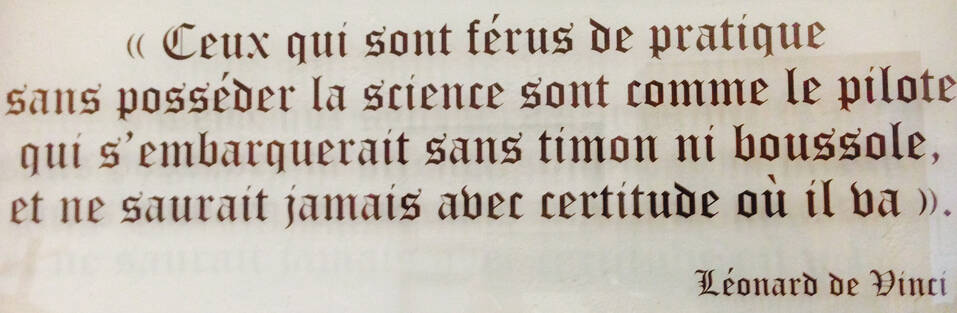 « Ceux qui sont férus de pratique
sans posséder la science sont comme le pilote
qui s'embarquerait sans timon ni boussole,
et ne saurait jamais avec certitude où il va ».
Léonard de Vinci